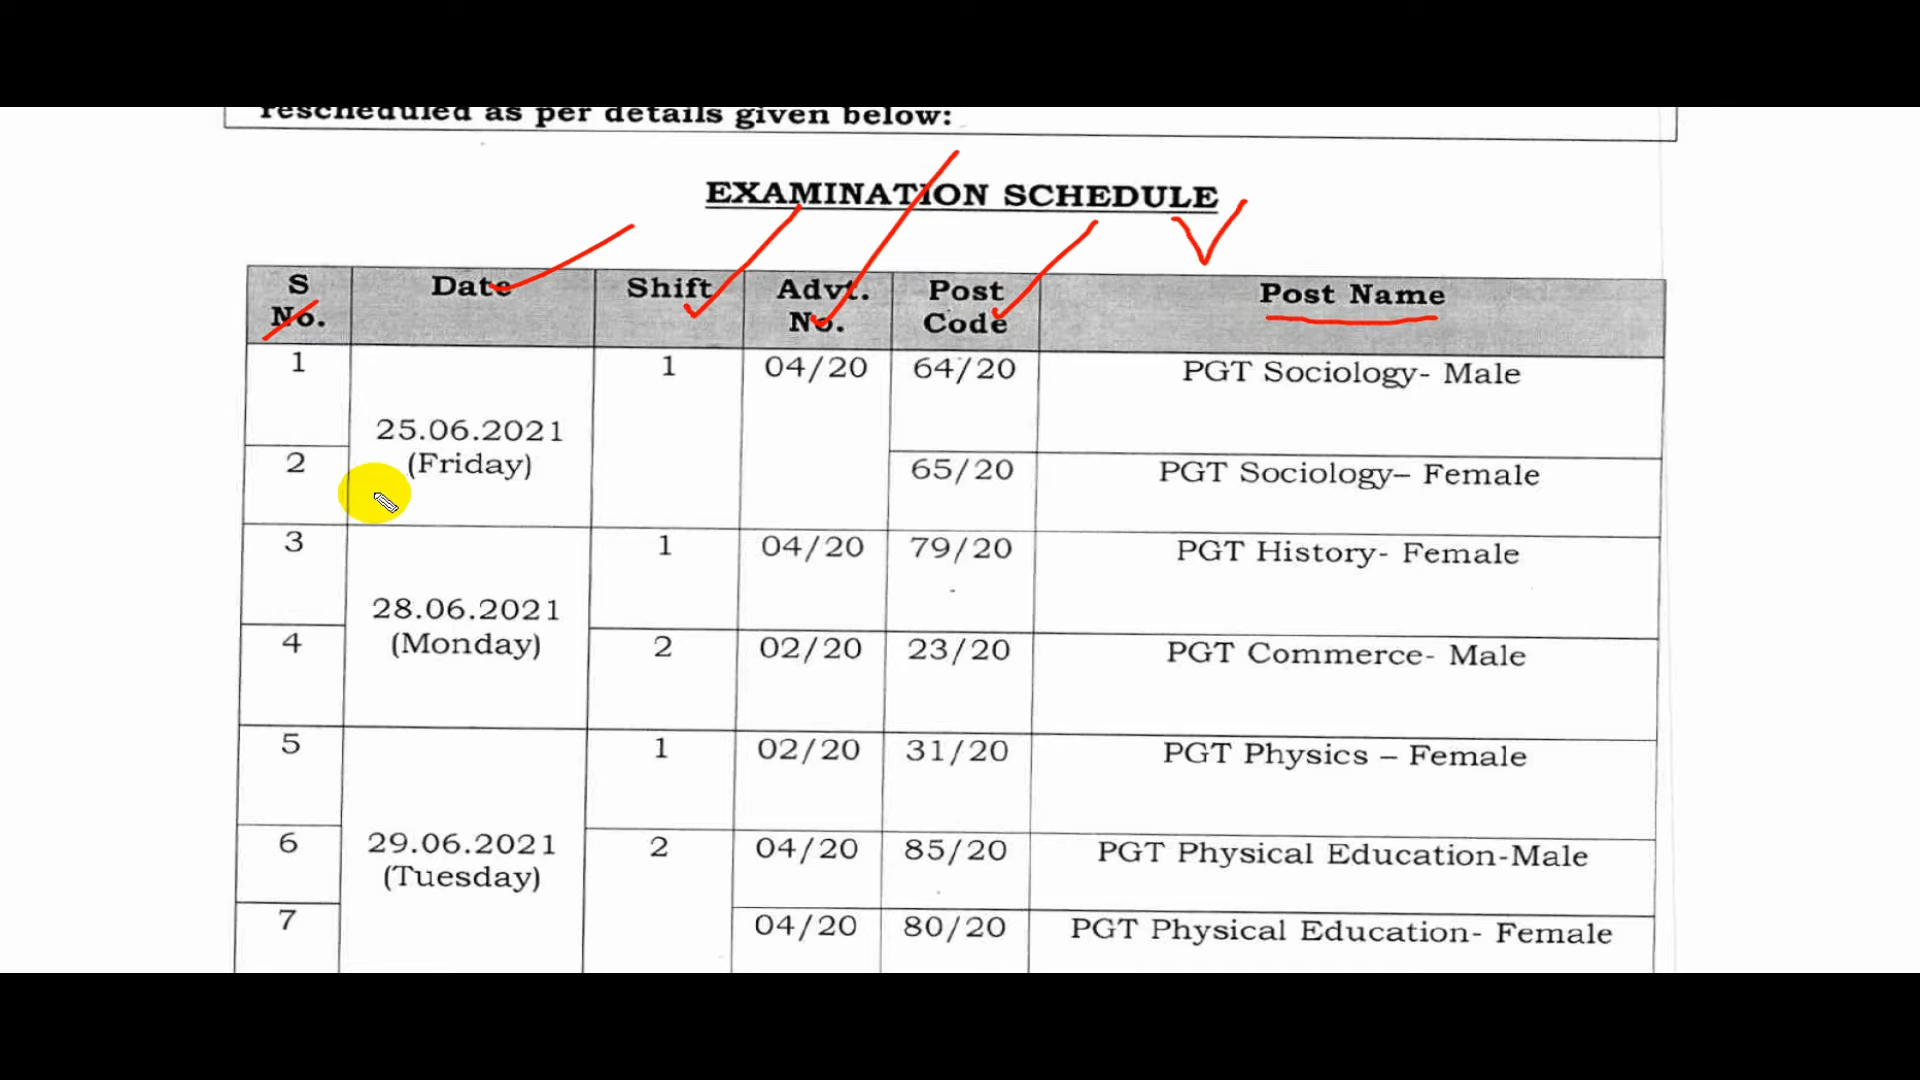 rescheduled as per details given below:
EXAMINATION SCHEDULE
S No. Date Shift Advt. No. Post Code Post Name
1 25.06.2021 (Friday) 1 04/20 64/20 PGT Sociology- Male
2 65/20 PGT Sociology– Female
3 28.06.2021 (Monday) 1 04/20 79/20 PGT History- Female
4 2 02/20 23/20 PGT Commerce- Male
5 29.06.2021 (Tuesday) 1 02/20 31/20 PGT Physics – Female
6 2 04/20 85/20 PGT Physical Education-Male
7 04/20 80/20 PGT Physical Education- Female